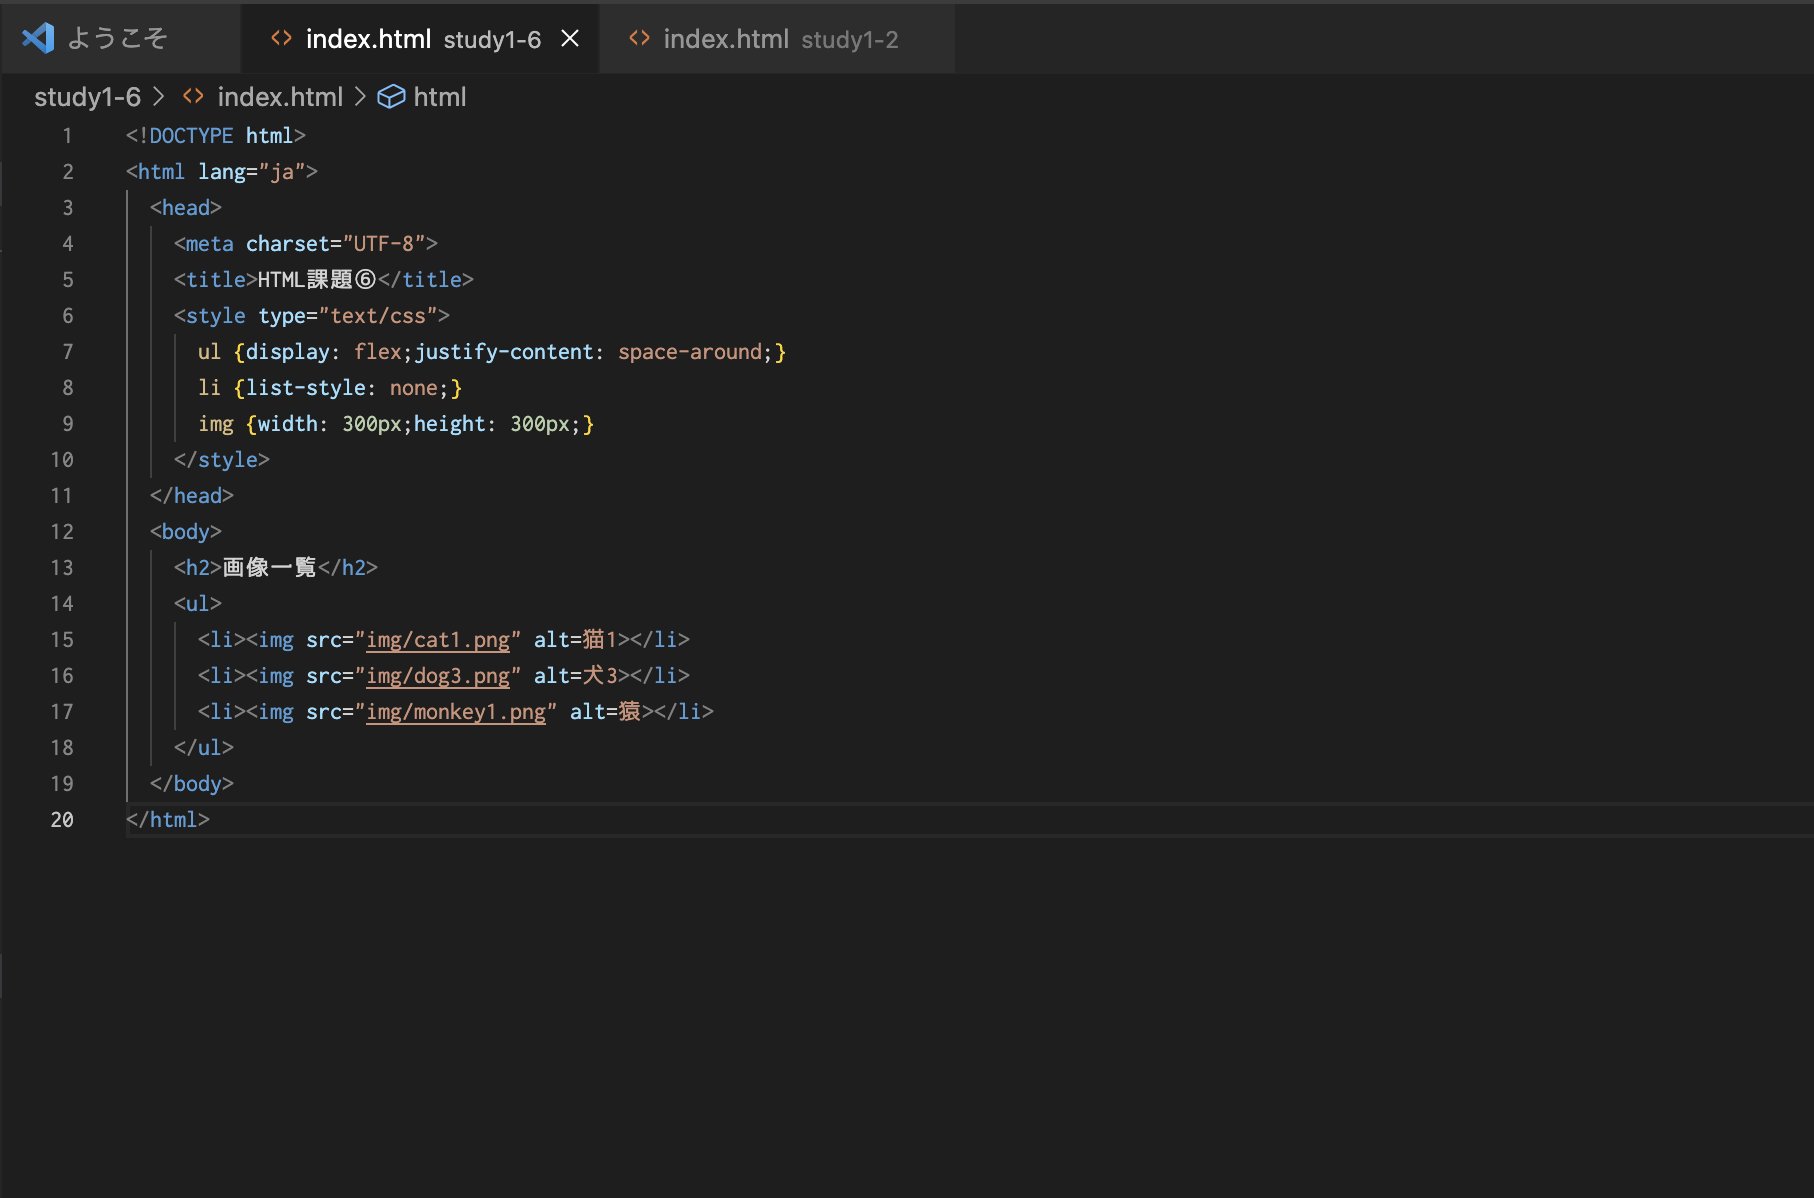 ようこそ
index.html study1-6
index.html study1-2
study1-6 > index.html > html
1 <!DOCTYPE html>
2 <html lang="ja">
3 <head>
4 <meta charset="UTF-8">
5 <title>HTML課題⑥</title>
6 <style type="text/css">
7 ul {display: flex;justify-content: space-around;}
8 li {list-style: none;}
9 img {width: 300px;height: 300px;}
10 </style>
11 </head>
12 <body>
13 <h2>画像一覧</h2>
14 <ul>
15 <li><img src="img/cat1.png" alt=猫1></li>
16 <li><img src="img/dog3.png" alt=犬3></li>
17 <li><img src="img/monkey1.png" alt=猿></li>
18 </ul>
19 </body>
20 </html>